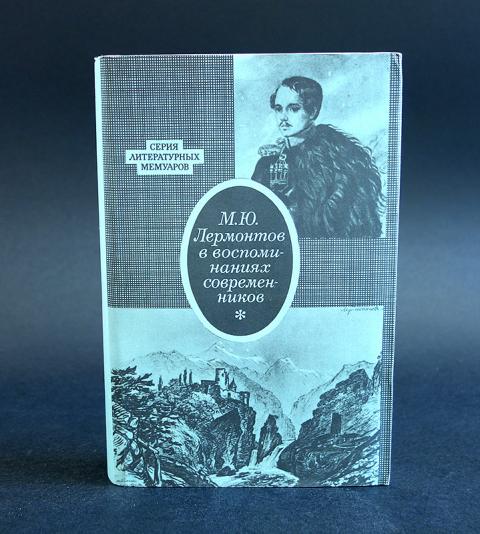 СЕРИЯ
ЛИТЕРАТУРНЫХ
МЕМУАРОВ
М.Ю.
Лермонтов
в воспоми-
наниях
современ-
ников
*